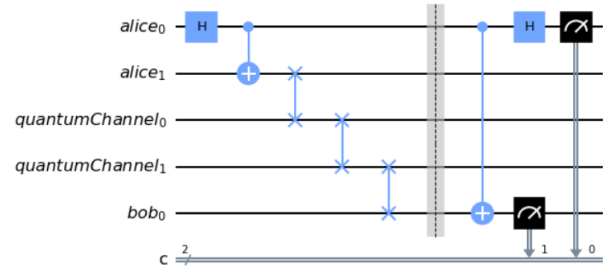 alice0 H H
alice1
quantumChannel0
quantumChannel1
bob0
c 2 1 0